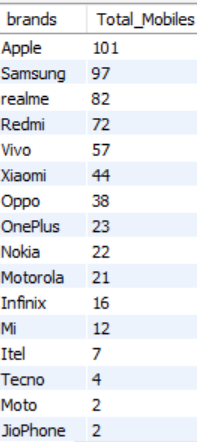 brands Total_Mobiles
Apple 101
Samsung 97
realme 82
Redmi 72
Vivo 57
Xiaomi 44
Oppo 38
OnePlus 23
Nokia 22
Motorola 21
Infinix 16
Mi 12
Itel 7
Tecno 4
Moto 2
JioPhone 2